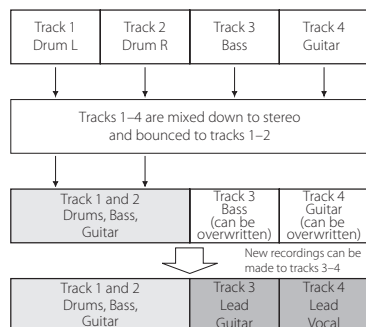 Track 1
Drum L
Track 2
Drum R
Track 3
Bass
Track 4
Guitar
Tracks 1–4 are mixed down to stereo
and bounced to tracks 1–2
Track 1 and 2
Drums, Bass,
Guitar
Track 3
Bass
(can be
overwritten)
Track 4
Guitar
(can be
overwritten)
New recordings can be
made to tracks 3–4
Track 1 and 2
Drums, Bass,
Guitar
Track 3
Lead
Guitar
Track 4
Lead
Vocal